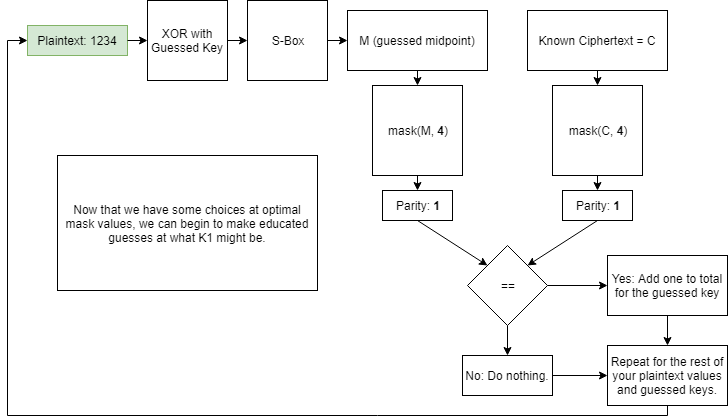 Plaintext: 1234
XOR with
Guessed Key
S-Box
M (guessed midpoint)
Known Ciphertext = C
mask(M, 4)
mask(C, 4)
Now that we have some choices at optimal
mask values, we can begin to make educated
guesses at what K1 might be.
Parity: 1
Parity: 1
==
Yes: Add one to total
for the guessed key
No: Do nothing.
Repeat for the rest of
your plaintext values
and guessed keys.